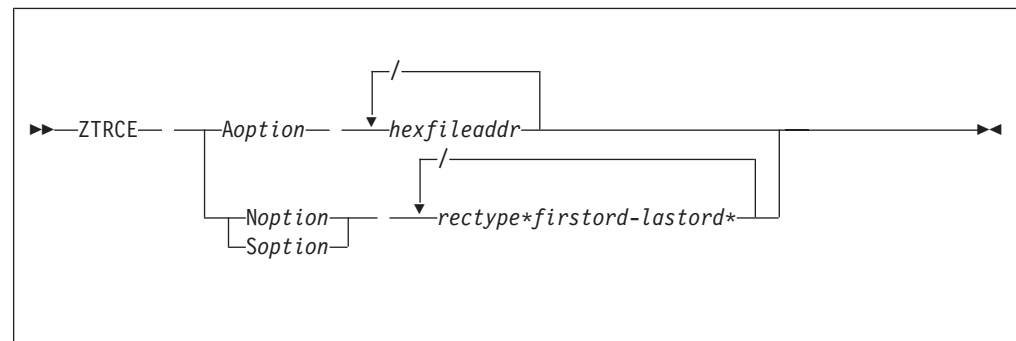 /
ZTRCE Aoption hexfileaddr
/
Noption rectype*firstord-lastord*
Soption